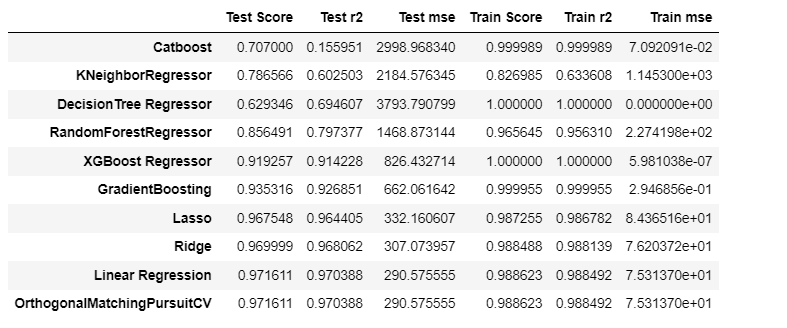 Test Score Test r2 Test mse Train Score Train r2 Train mse
Catboost 0.707000 0.155951 2998.968340 0.999989 0.999989 7.092091e-02
KNeighborRegressor 0.786566 0.602503 2184.576345 0.826985 0.633608 1.145300e+03
DecisionTree Regressor 0.629346 0.694607 3793.790799 1.000000 1.000000 0.000000e+00
RandomForestRegressor 0.856491 0.797377 1468.873144 0.965645 0.956310 2.274198e+02
XGBoost Regressor 0.919257 0.914228 826.432714 1.000000 1.000000 5.981038e-07
GradientBoosting 0.935316 0.926851 662.061642 0.999955 0.999955 2.946856e-01
Lasso 0.967548 0.964405 332.160607 0.987255 0.986782 8.436516e+01
Ridge 0.969999 0.968062 307.073957 0.988488 0.988139 7.620372e+01
Linear Regression 0.971611 0.970388 290.575555 0.988623 0.988492 7.531370e+01
OrthogonalMatchingPursuitCV 0.971611 0.970388 290.575555 0.988623 0.988492 7.531370e+01